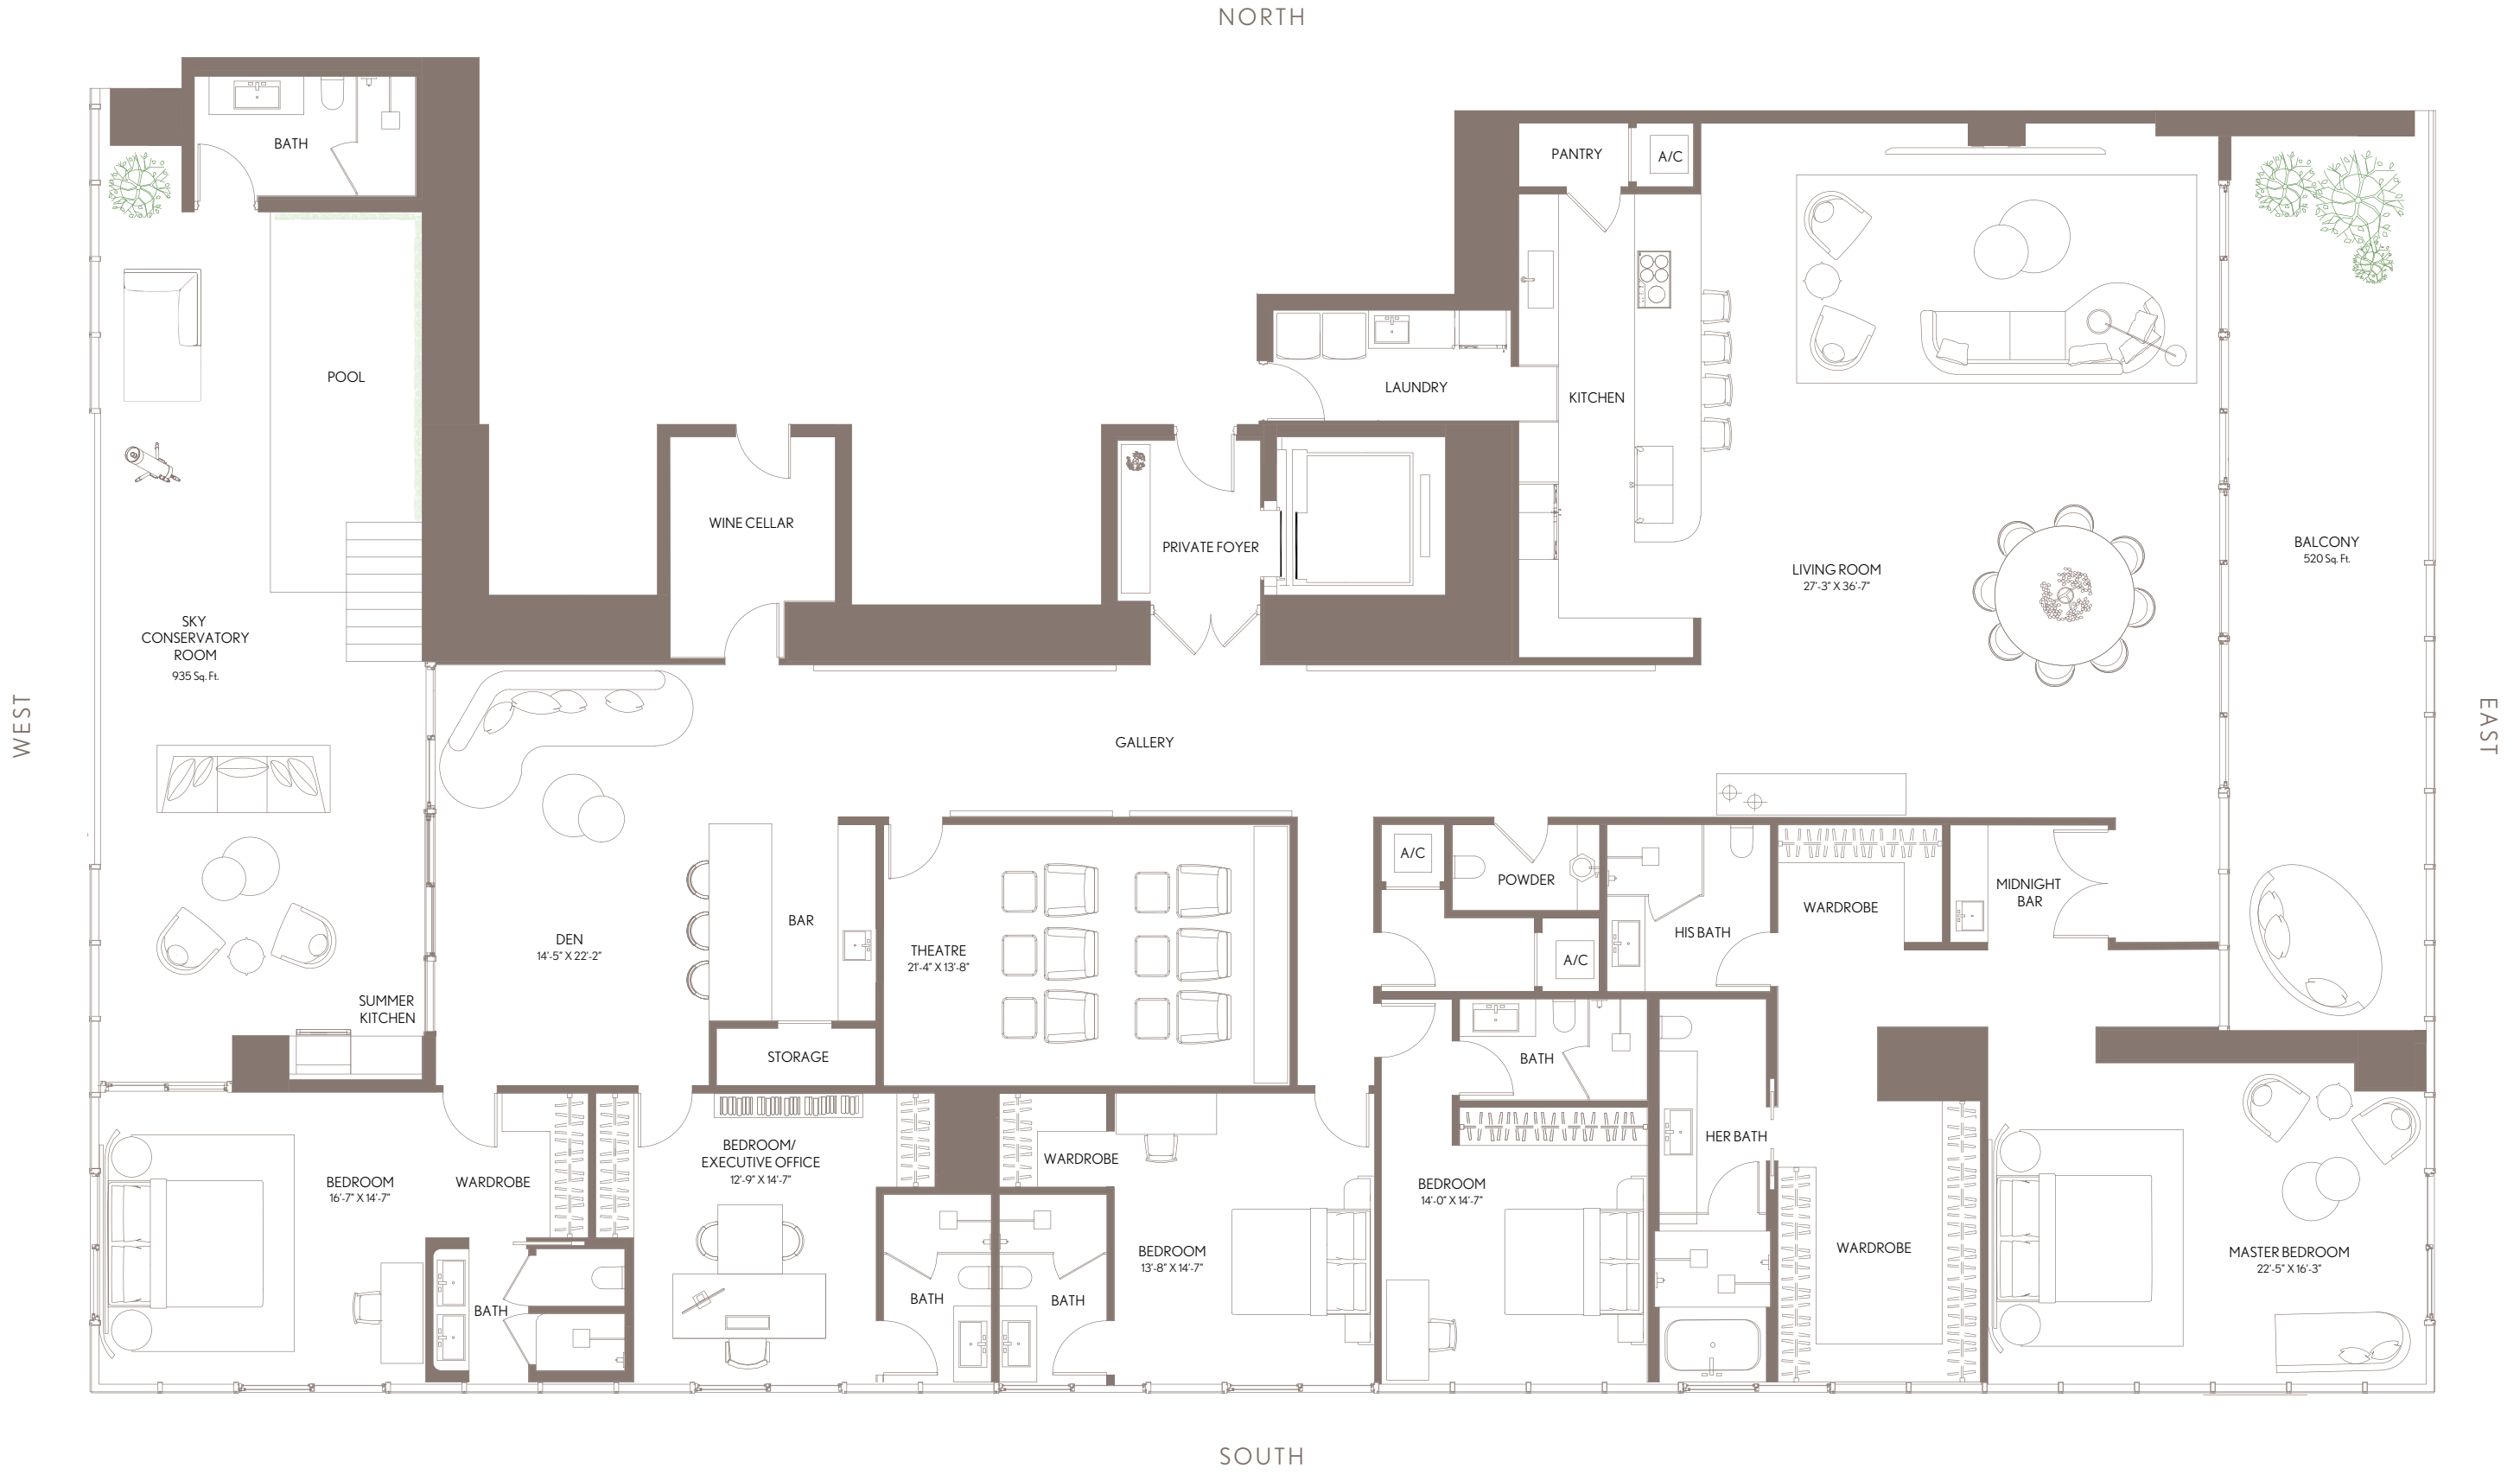 NORTH
BATH
PANTRY
A/C
POOL
LAUNDRY
KITCHEN
WINE CELLAR
PRIVATE FOYER
LIVING ROOM
27'-3" X 36'-7"
BALCONY
520 Sq. Ft.
SKY
CONSERVATORY
ROOM
935 Sq. Ft.
WEST
EAST
GALLERY
A/C
POWDER
MIDNIGHT
BAR
WARDROBE
BAR
HIS BATH
DEN
14'-5" X 22'-2"
THEATRE
21'-4" X 13'-8"
A/C
SUMMER
KITCHEN
STORAGE
BATH
HER BATH
BEDROOM/
EXECUTIVE OFFICE
12'-9" X 14'-7"
WARDROBE
BEDROOM
16'-7" X 14'-7"
WARDROBE
BEDROOM
14'-0" X 14'-7"
WARDROBE
BEDROOM
13'-8" X 14'-7"
MASTER BEDROOM
22'-5" X 16'-3"
BATH
BATH
BATH
SOUTH